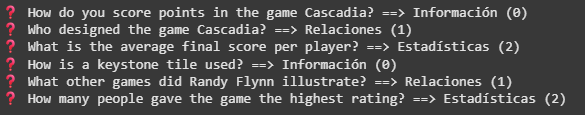 ❓ How do you score points in the game Cascadia? ==> Información (0)
❓ Who designed the game Cascadia? ==> Relaciones (1)
❓ What is the average final score per player? ==> Estadísticas (2)
❓ How is a keystone tile used? ==> Información (0)
❓ What other games did Randy Flynn illustrate? ==> Relaciones (1)
❓ How many people gave the game the highest rating? ==> Estadísticas (2)